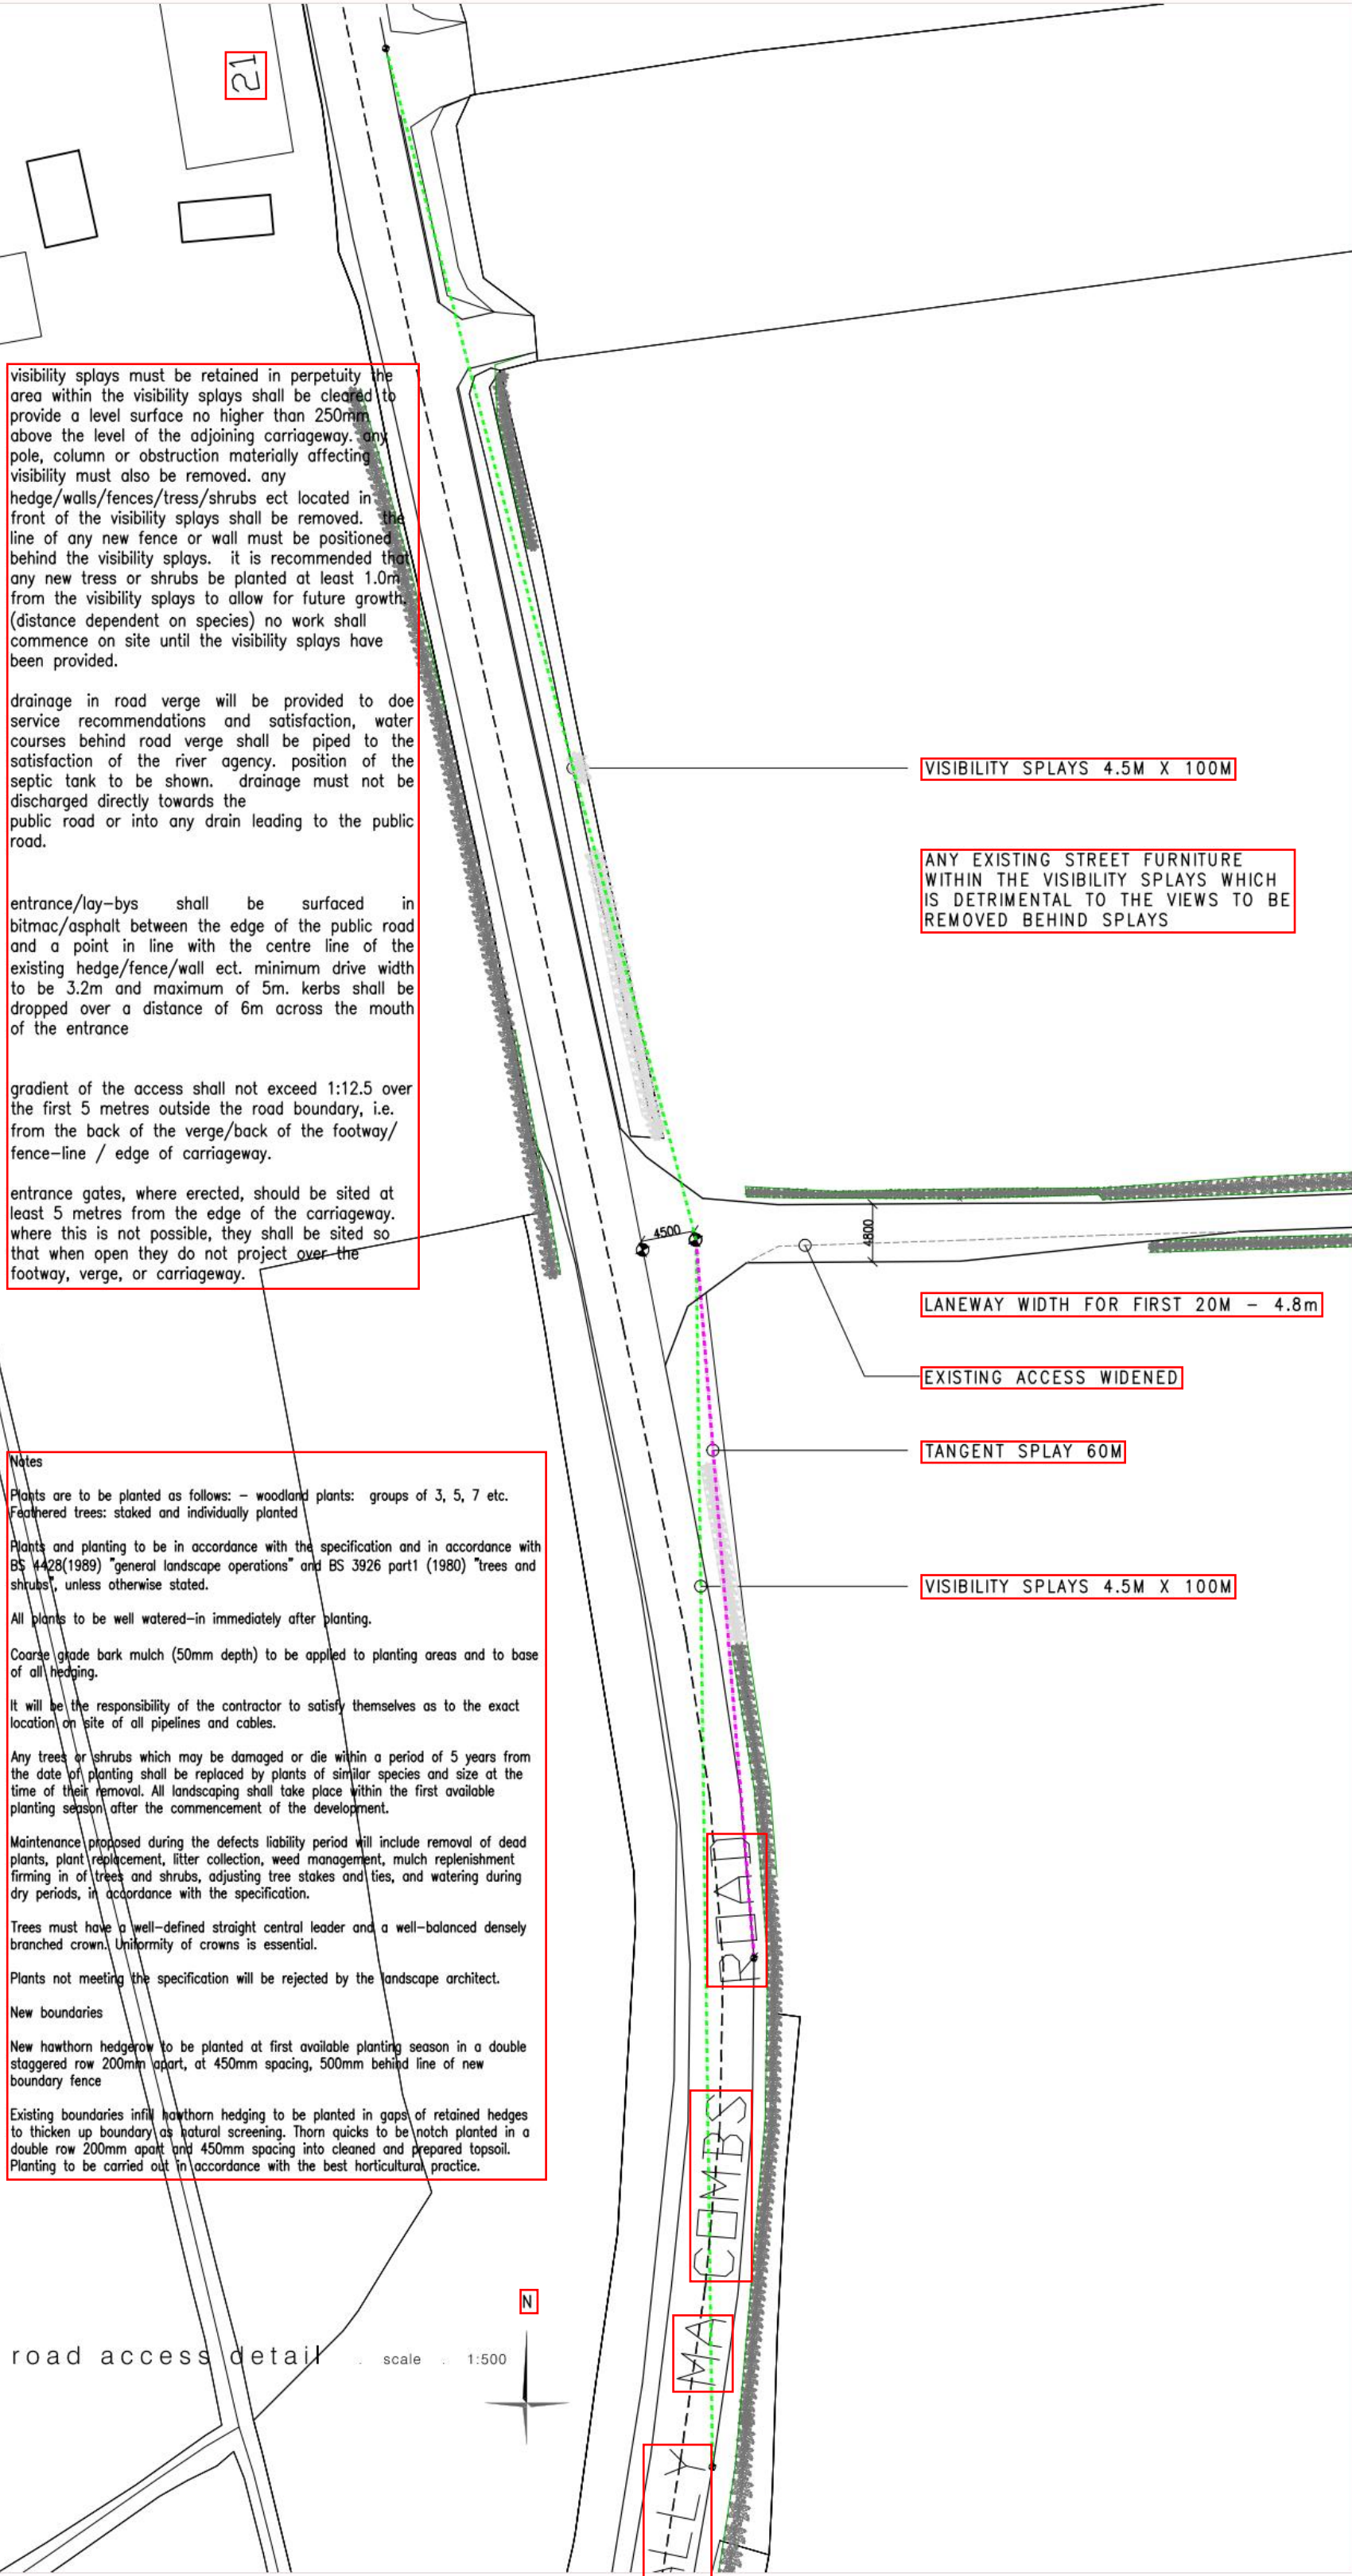 21
visibility splays must be retained in perpetuity the
area within the visibility splays shall be cleared to
provide a level surface no higher than 250mm
above the level of the adjoining carriageway. any
pole, column or obstruction materially affecting
visibility must also be removed. any
hedge/walls/fences/tress/shrubs ect located in
front of the visibility splays shall be removed. the
line of any new fence or wall must be positioned
behind the visibility splays. it is recommended that
any new tress or shrubs be planted at least 1.0m
from the visibility splays to allow for future growth.
(distance dependent on species) no work shall
commence on site until the visibility splays have
been provided.
drainage in road verge will be provided to doe
service recommendations and satisfaction, water
courses behind road verge shall be piped to the
satisfaction of the river agency. position of the
septic tank to be shown. drainage must not be
discharged directly towards the
public road or into any drain leading to the public
road.
entrance/lay-bys shall be surfaced in
bitmac/asphalt between the edge of the public road
and a point in line with the centre line of the
existing hedge/fence/wall ect. minimum drive width
to be 3.2m and maximum of 5m. kerbs shall be
dropped over a distance of 6m across the mouth
of the entrance
gradient of the access shall not exceed 1:12.5 over
the first 5 metres outside the road boundary, i.e.
from the back of the verge/back of the footway/
fence-line / edge of carriageway.
entrance gates, where erected, should be sited at
least 5 metres from the edge of the carriageway.
where this is not possible, they shall be sited so
that when open they do not project over the
footway, verge, or carriageway.
VISIBILITY SPLAYS 4.5M X 100M
ANY EXISTING STREET FURNITURE
WITHIN THE VISIBILITY SPLAYS WHICH
IS DETRIMENTAL TO THE VIEWS TO BE
REMOVED BEHIND SPLAYS
4500
4800
LANEWAY WIDTH FOR FIRST 20M - 4.8m
EXISTING ACCESS WIDENED
TANGENT SPLAY 60M
VISIBILITY SPLAYS 4.5M X 100M
Notes
Plants are to be planted as follows: - woodland plants: groups of 3, 5, 7 etc.
Feathered trees: staked and individually planted
Plants and planting to be in accordance with the specification and in accordance with
BS 4428(1989) "general landscape operations" and BS 3926 part1 (1980) "trees and
shrubs", unless otherwise stated.
All plants to be well watered-in immediately after planting.
Coarse grade bark mulch (50mm depth) to be applied to planting areas and to base
of all hedging.
It will be the responsibility of the contractor to satisfy themselves as to the exact
location on site of all pipelines and cables.
Any trees or shrubs which may be damaged or die within a period of 5 years from
the date of planting shall be replaced by plants of similar species and size at the
time of their removal. All landscaping shall take place within the first available
planting season after the commencement of the development.
Maintenance proposed during the defects liability period will include removal of dead
plants, plant replacement, litter collection, weed management, mulch replenishment
firming in of trees and shrubs, adjusting tree stakes and ties, and watering during
dry periods, in accordance with the specification.
Trees must have a well-defined straight central leader and a well-balanced densely
branched crown. Uniformity of crowns is essential.
Plants not meeting the specification will be rejected by the landscape architect.
New boundaries
New hawthorn hedgerow to be planted at first available planting season in a double
staggered row 200mm apart, at 450mm spacing, 500mm behind line of new
boundary fence
Existing boundaries infill hawthorn hedging to be planted in gaps of retained hedges
to thicken up boundary as natural screening. Thorn quicks to be notch planted in a
double row 200mm apart and 450mm spacing into cleaned and prepared topsoil.
Planting to be carried out in accordance with the best horticultural practice.
N
road access detail . scale . 1:500
LLY MA COMBS ROAD